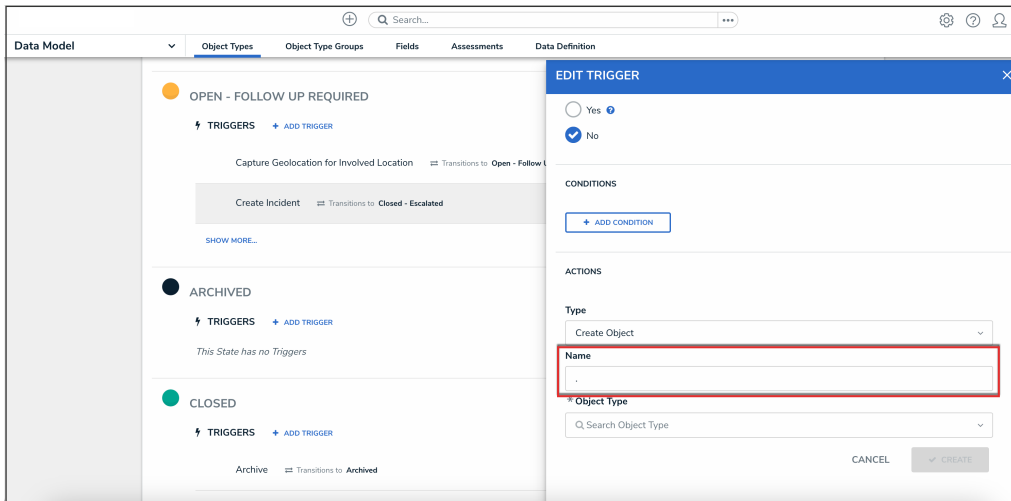 Search...
Data Model
Object Types Object Type Groups Fields Assessments Data Definition
OPEN - FOLLOW UP REQUIRED
TRIGGERS + ADD TRIGGER
Capture Geolocation for Involved Location Transitions to Open - Follow
Create Incident Transitions to Closed - Escalated
SHOW MORE...
ARCHIVED
TRIGGERS + ADD TRIGGER
This State has no Triggers
CLOSED
TRIGGERS + ADD TRIGGER
Archive Transitions to Archived
EDIT TRIGGER
Yes
No
CONDITIONS
+ ADD CONDITION
ACTIONS
Type
Create Object
Name
.
* Object Type
Search Object Type
CANCEL CREATE